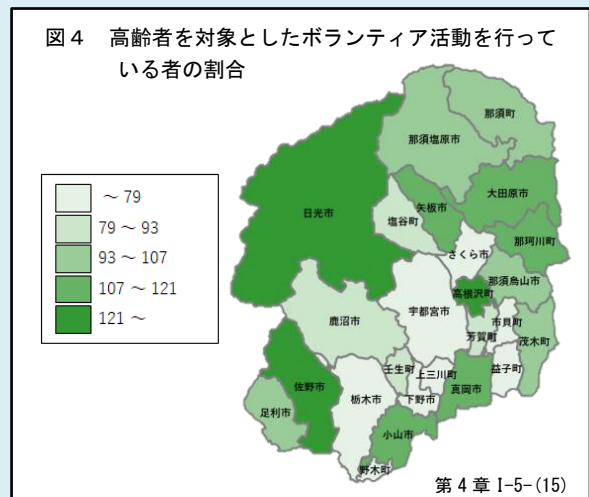 図４　高齢者を対象としたボランティア活動を行って
いる者の割合
～ 79
79 ～ 93
93 ～ 107
107 ～ 121
121 ～
那須町
那須塩原市
大田原市
矢板市
日光市
塩谷町
那珂川町
さくら市
那須烏山市
高根沢町
宇都宮市
鹿沼市
市貝町
芳賀町
茂木町
壬生町
上三川町
益子町
佐野市
真岡市
栃木市
下野市
足利市
小山市
野木町
第４章 Ⅰ-5-(15)